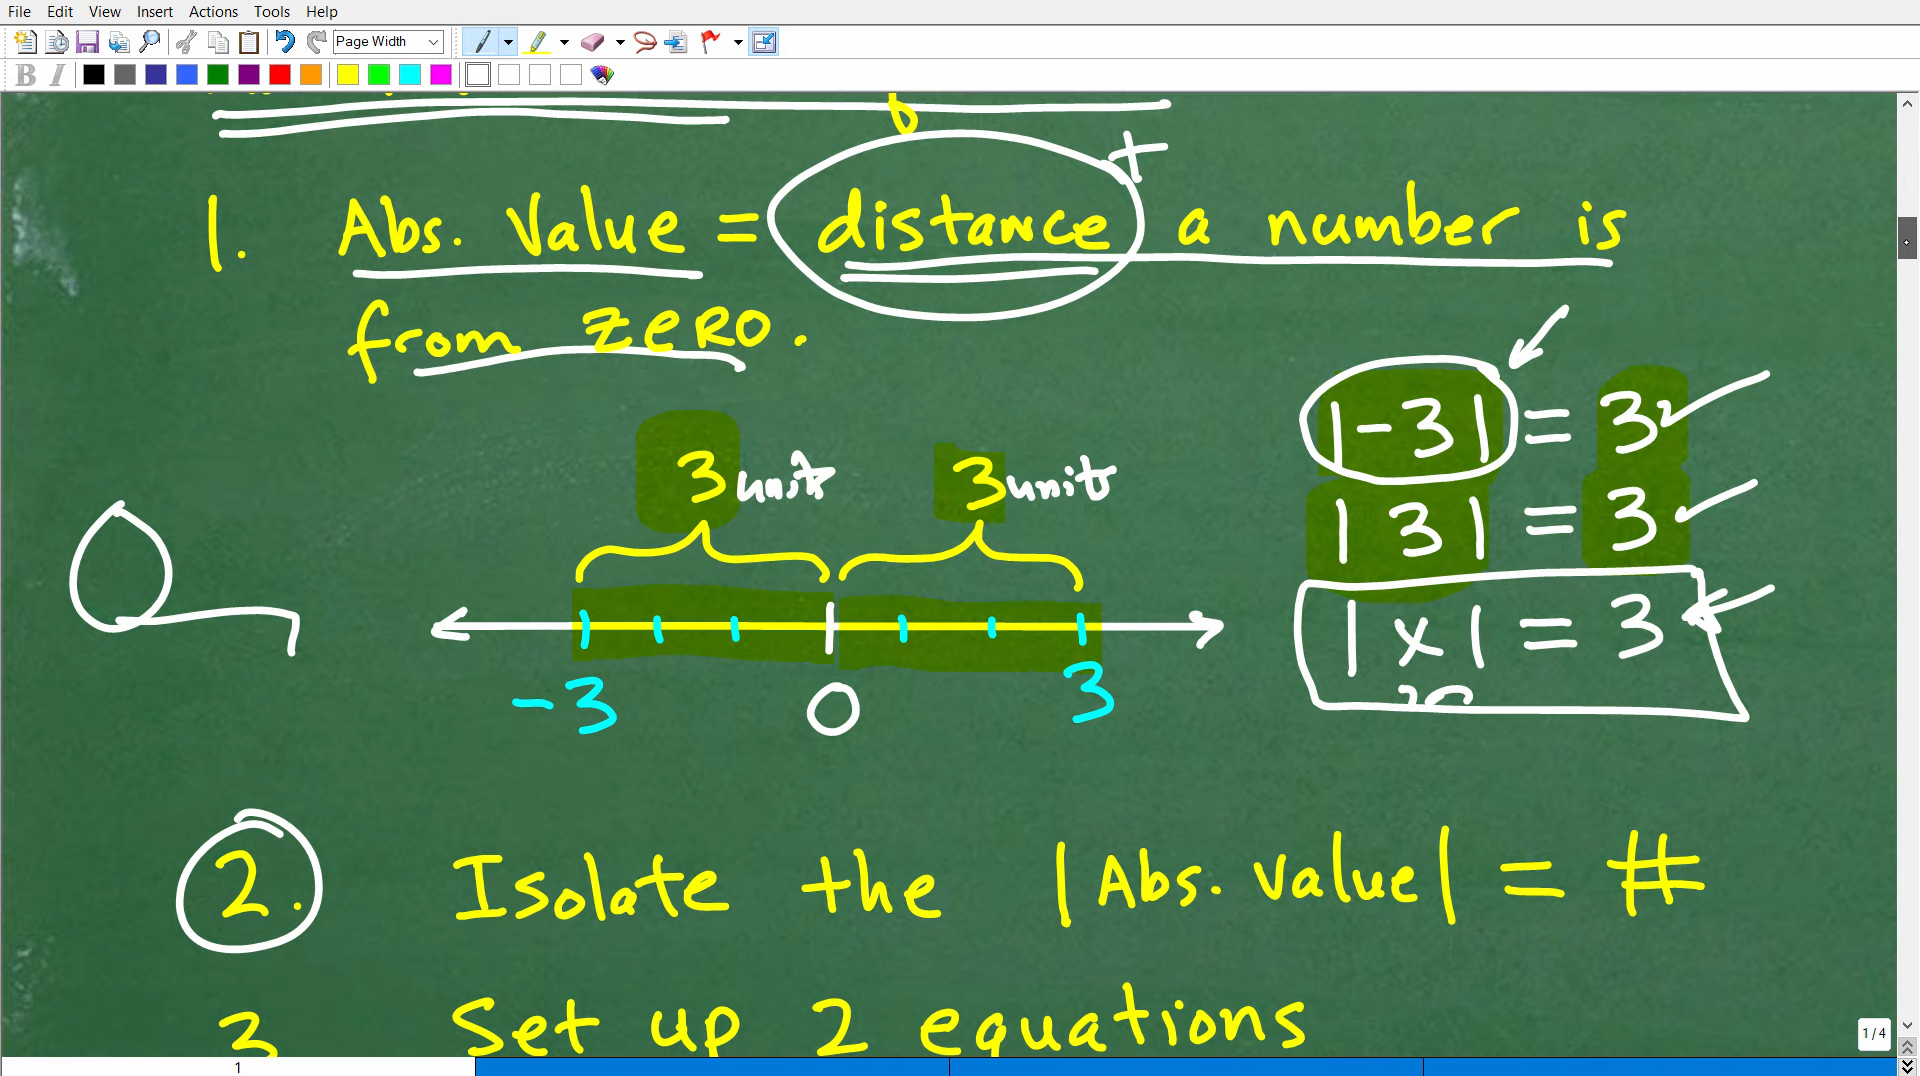 File Edit View Insert Actions Tools Help
Page Width
B I
+
1. Abs. Value = distance a number is
from zeRO.
3 units 3 units
-3 0 3
|-3| = 3
| 3 | = 3
| x | = 3
2. Isolate the |Abs. Value| = #
3 Set up 2 equations
1/4
1